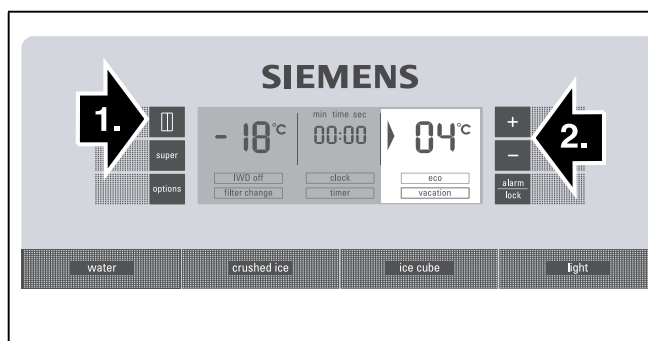 SIEMENS
1.
super
options
- 18°C
min time sec
00:00
04°C
IWD off
clock
eco
filter change
timer
vacation
+
2.
−
alarm
lock
water
crushed ice
ice cube
light